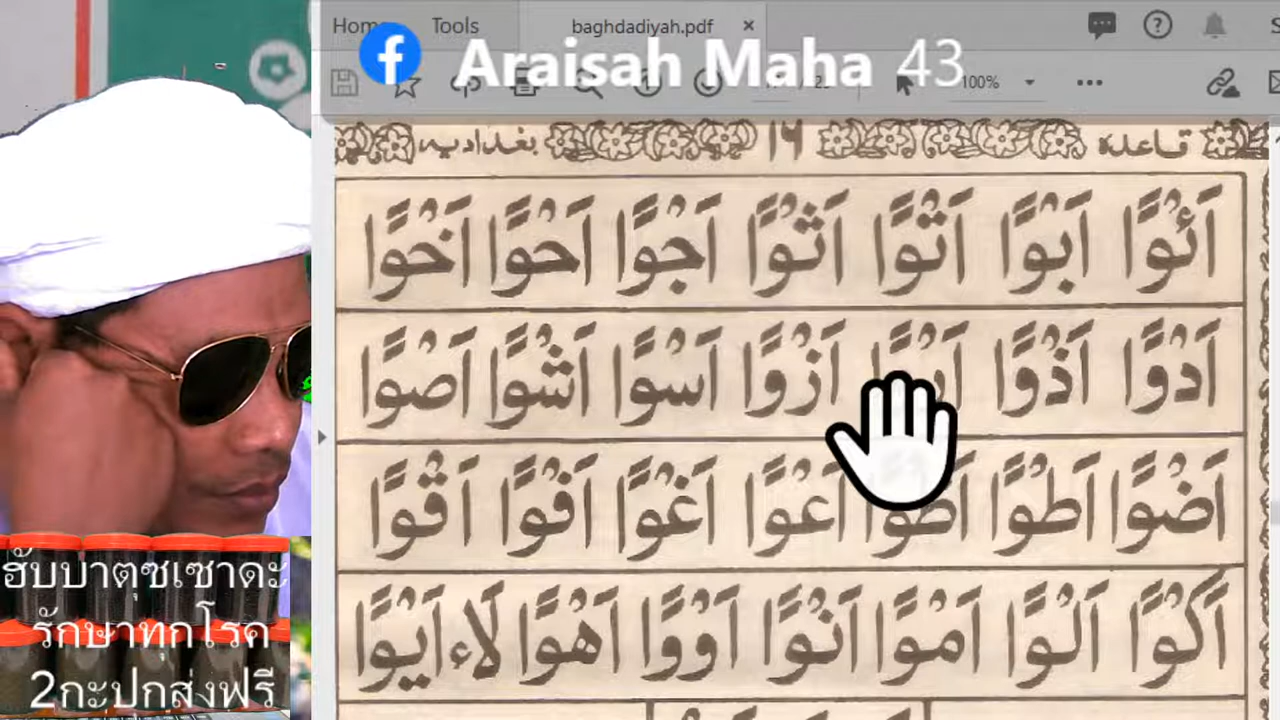 Home Tools baghdadiyah.pdf
Araisah Maha 43
100%
قاعده ١٦ بغدادیه
اَئُوًا اَبُوًا اَتُوًا اَثُوًا اَجُوًا اَحُوًا اَخُوًا
اَدُوًا اَذُوًا اَزُوًا اَسُوًا اَشُوًا اَصُوًا
اَضُوًا اَطُوًا اَظُوًا اَعُوًا اَغُوًا اَفُوًا اَقُوًا
اَكُوًا اَلُوًا اَمُوًا اَنُوًا اَوُوًا اَهُوًا لَاء اَيُوًا
ฮับบาตุซเซาดะ
รักษาทุกโรค
2กะปุกส่งฟรี